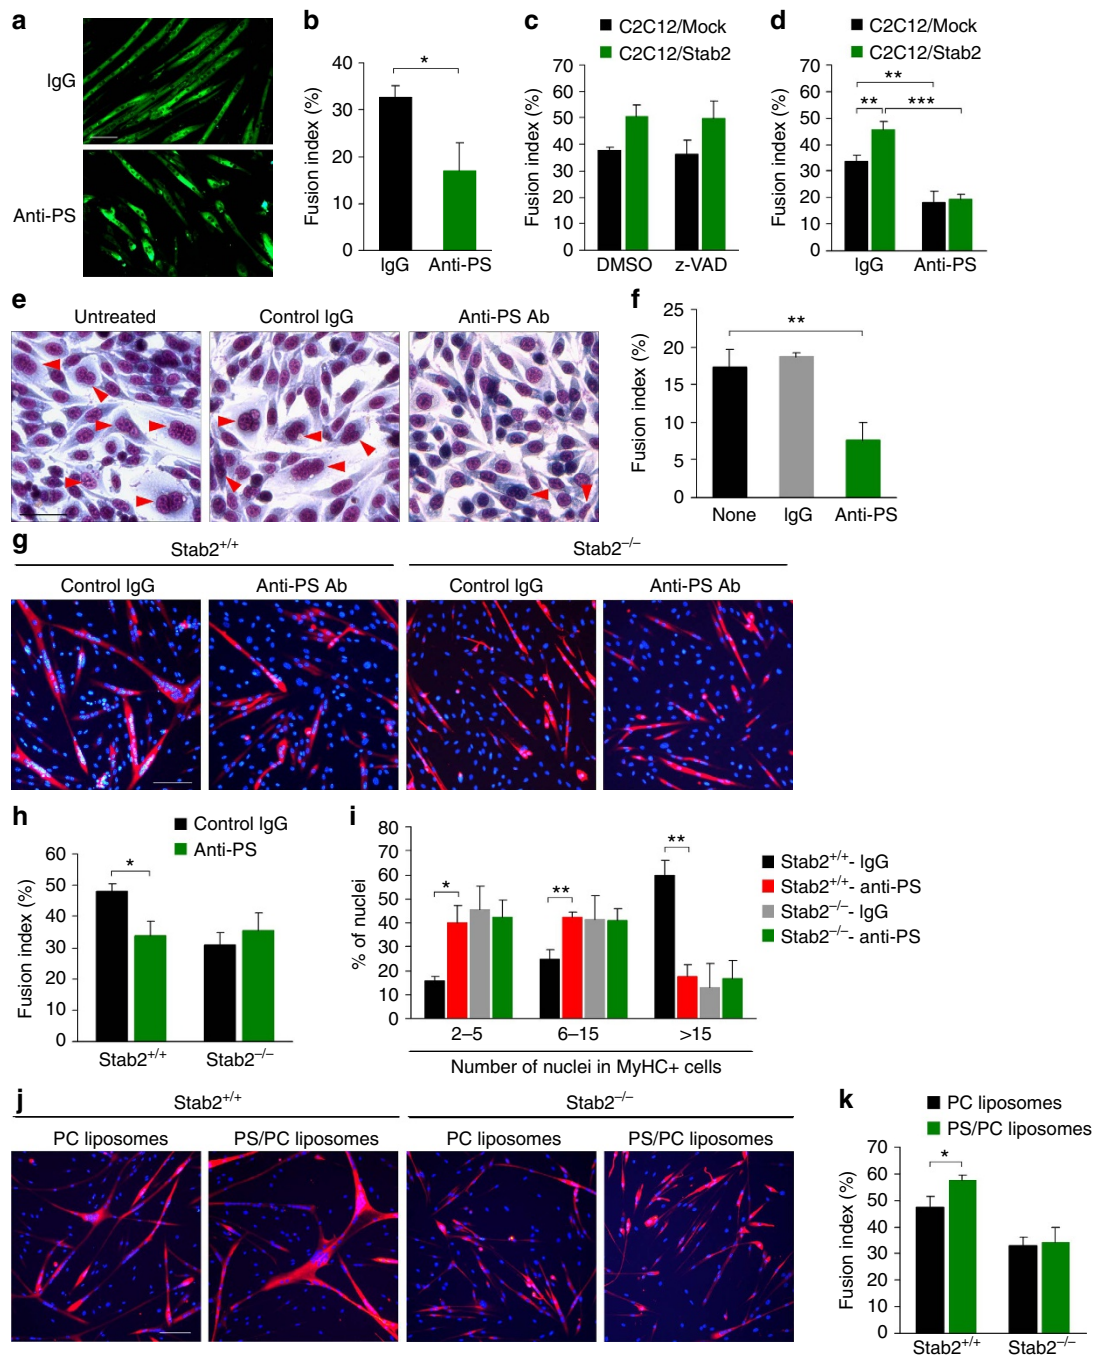 a
IgG
Anti-PS
b
Fusion index (%)
40
30
20
10
0
*
IgG Anti-PS
c
C2C12/Mock
C2C12/Stab2
Fusion index (%)
70
60
50
40
30
20
10
0
DMSO z-VAD
d
C2C12/Mock
C2C12/Stab2
Fusion index (%)
70
60
50
40
30
20
10
0
**
** ***
IgG Anti-PS
e
Untreated Control IgG Anti-PS Ab
f
Fusion index (%)
25
20
15
10
5
0
**
None IgG Anti-PS
g
Stab2+/+ Stab2−/−
Control IgG Anti-PS Ab Control IgG Anti-PS Ab
h
Control IgG
Anti-PS
Fusion index (%)
60
50
40
30
20
10
0
*
Stab2+/+ Stab2−/−
i
% of nuclei
80
70
60
50
40
30
20
10
0
* ** **
2–5 6–15 >15
Number of nuclei in MyHC+ cells
Stab2+/+- IgG
Stab2+/+- anti-PS
Stab2−/−- IgG
Stab2−/−- anti-PS
j
Stab2+/+ Stab2−/−
PC liposomes PS/PC liposomes PC liposomes PS/PC liposomes
k
PC liposomes
PS/PC liposomes
Fusion index (%)
70
60
50
40
30
20
10
0
*
Stab2+/+ Stab2−/−